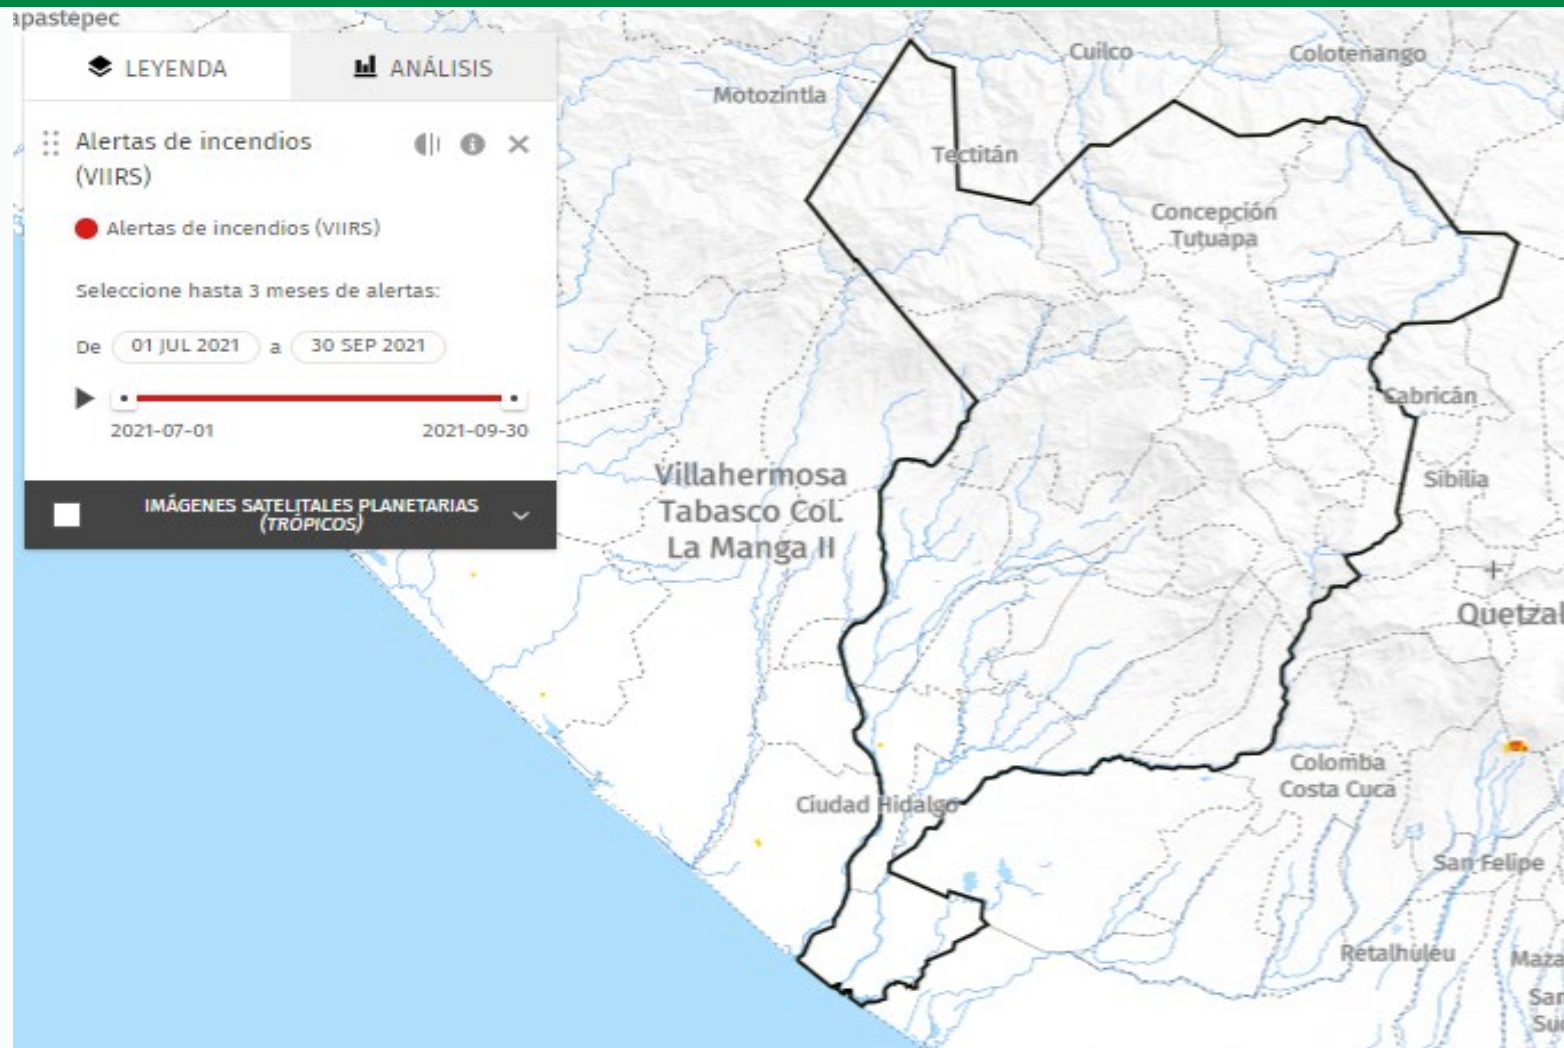 LEYENDA
ANÁLISIS
Alertas de incendios
(VIIRS)
Alertas de incendios (VIIRS)
Seleccione hasta 3 meses de alertas:
De 01 JUL 2021 a 30 SEP 2021
2021-07-01
2021-09-30
IMÁGENES SATELITALES PLANETARIAS
(TRÓPICOS)
Cuilco
Colotenango
Motozintla
Tectitán
Concepción
Tutuapa
Cabricán
Villahermosa
Tabasco Col.
La Manga II
Sibilia
Quetzal
Colomba
Costa Cuca
Ciudad Hidalgo
San Felipe
Retalhuleu
Maza
San